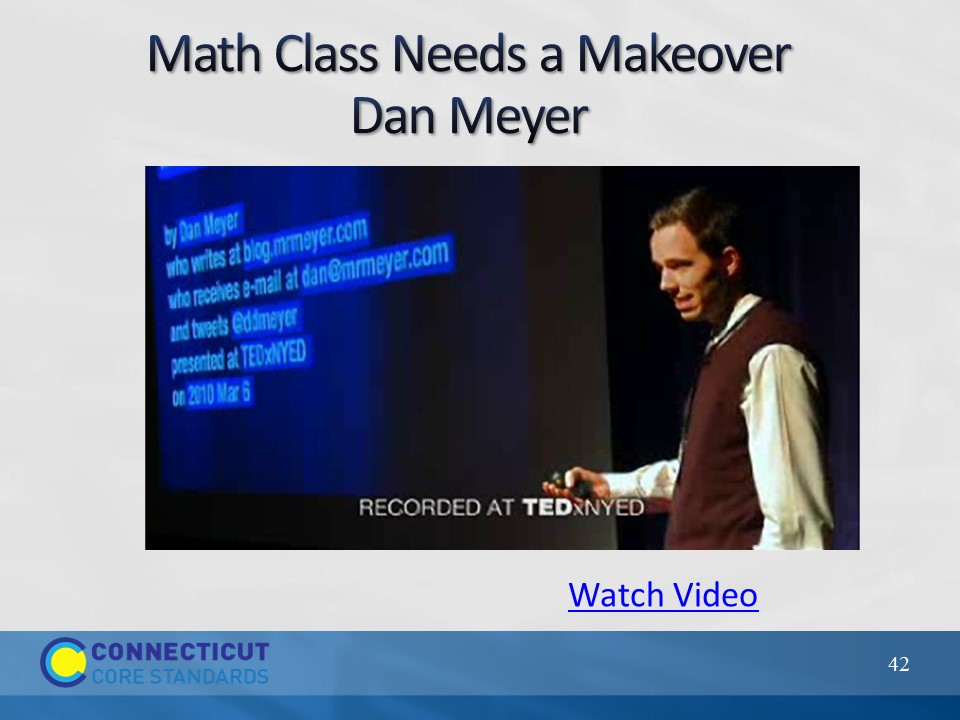 Math Class Needs a Makeover
Dan Meyer
by Dan Meyer
who writes at blog.mrmeyer.com
who receives e-mail at dan@mrmeyer.com
and tweets @ddmeyer
presented at TEDxNYED
on 2010 Mar 6
RECORDED AT TEDxNYED
Watch Video
CONNECTICUT
CORE STANDARDS
42